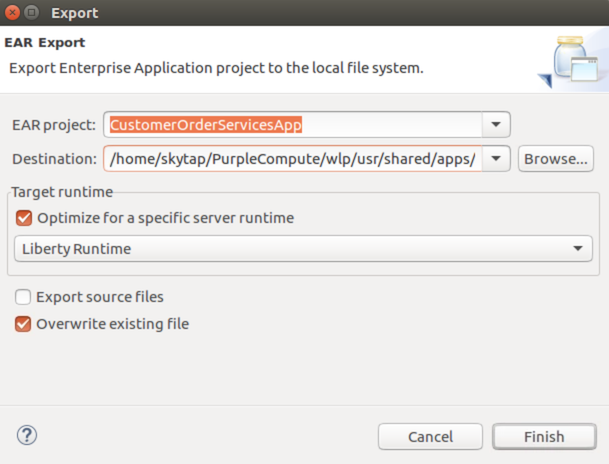 Export
EAR Export
Export Enterprise Application project to the local file system.
EAR project: CustomerOrderServicesApp
Destination: /home/skytap/PurpleCompute/wlp/usr/shared/apps/ Browse...
Target runtime
Optimize for a specific server runtime
Liberty Runtime
Export source files
Overwrite existing file
? Cancel Finish